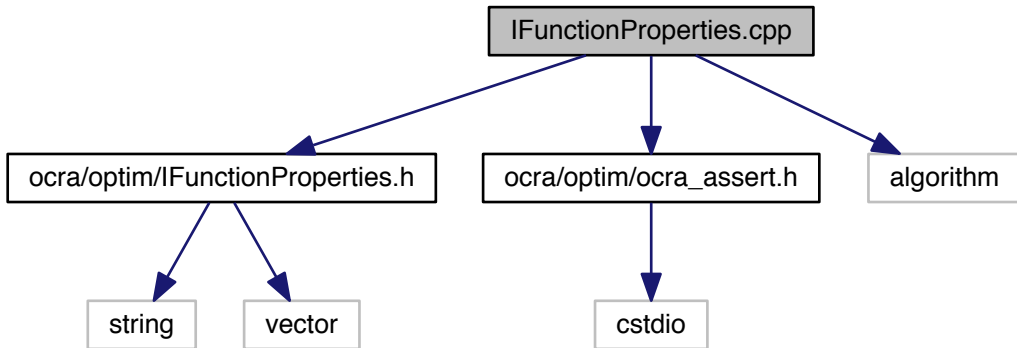 IFunctionProperties.cpp
ocra/optim/IFunctionProperties.h
ocra/optim/ocra_assert.h
algorithm
string
vector
cstdio